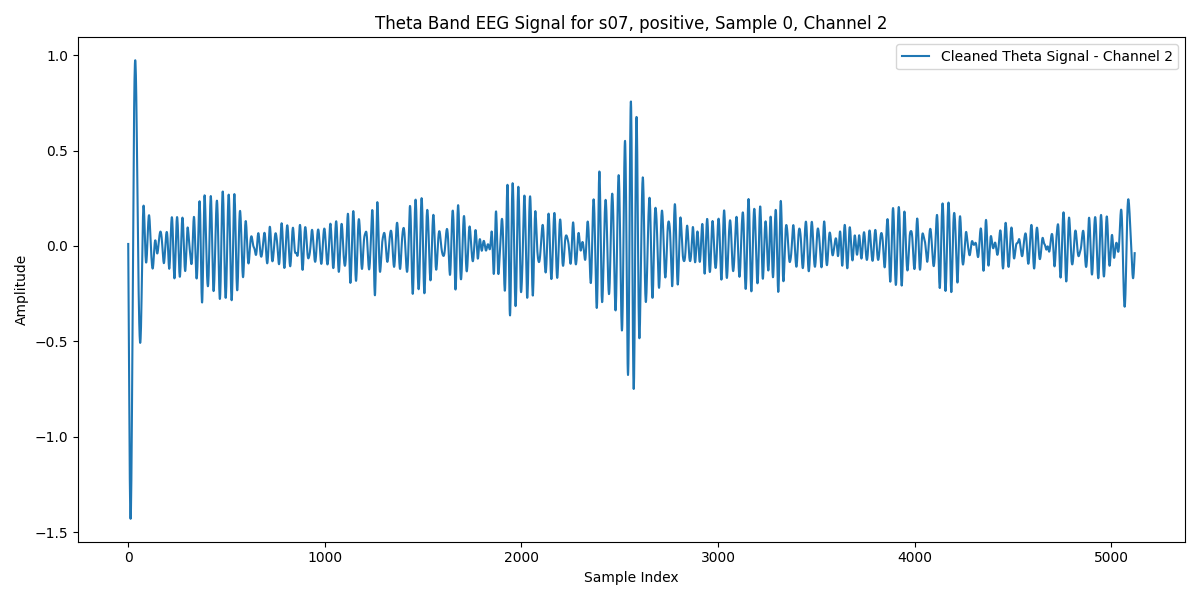 Theta Band EEG Signal for s07, positive, Sample 0, Channel 2
Cleaned Theta Signal - Channel 2
1.0
0.5
0.0
−0.5
−1.0
−1.5
Amplitude
0 1000 2000 3000 4000 5000
Sample Index